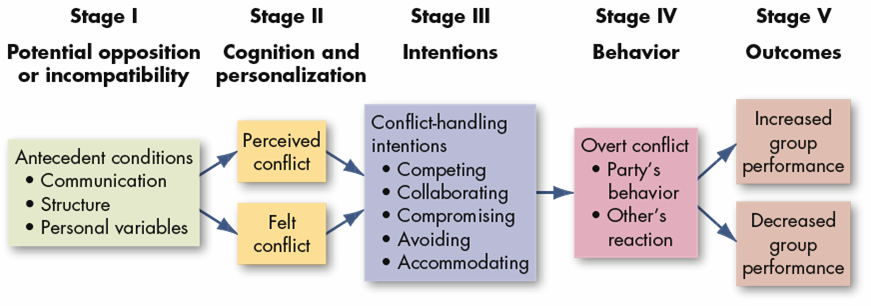 Stage I
Potential opposition
or incompatibility
Stage II
Cognition and
personalization
Stage III
Intentions
Stage IV
Behavior
Stage V
Outcomes
Antecedent conditions
• Communication
• Structure
• Personal variables
Perceived
conflict
Felt
conflict
Conflict-handling
intentions
• Competing
• Collaborating
• Compromising
• Avoiding
• Accommodating
Overt conflict
• Party's
behavior
• Other's
reaction
Increased
group
performance
Decreased
group
performance